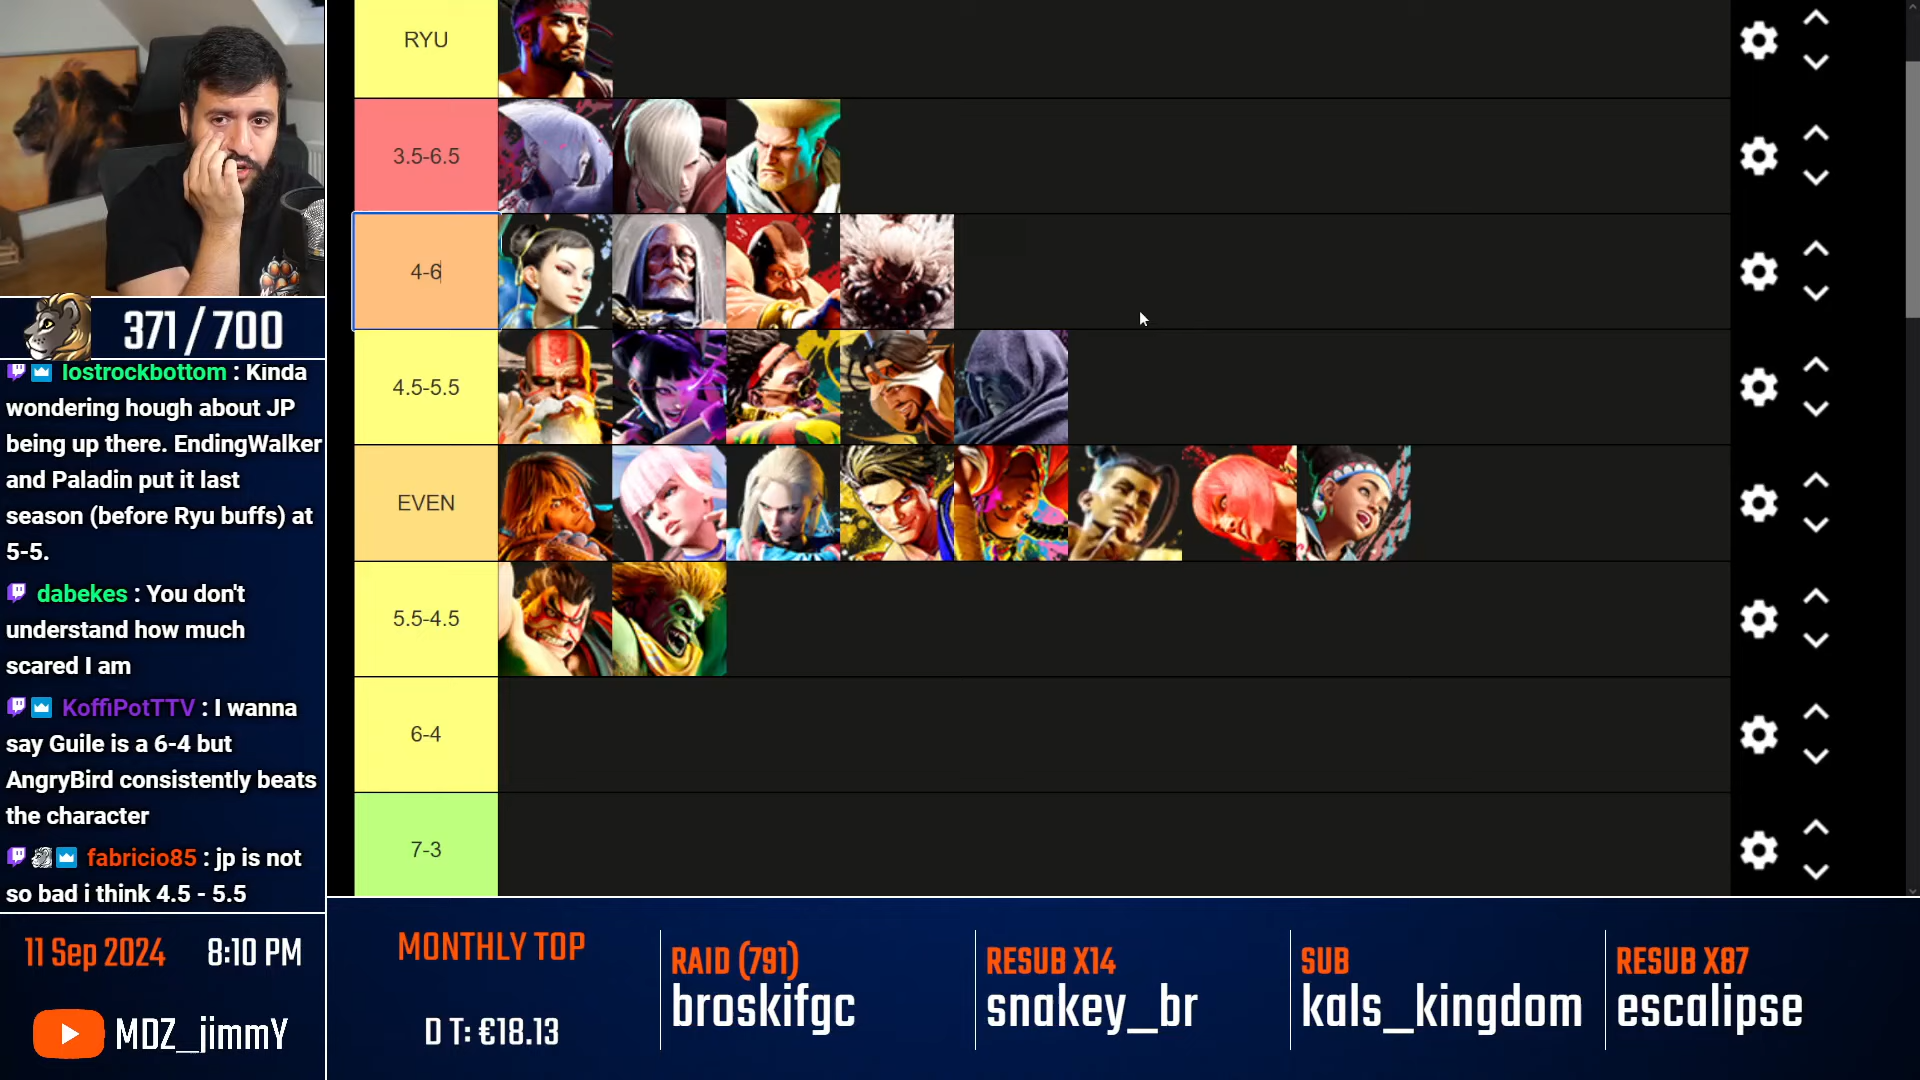 RYU
3.5-6.5
4-6
4.5-5.5
EVEN
5.5-4.5
6-4
7-3
371/700
lostrockbottom : Kinda
wondering hough about JP
being up there. EndingWalker
and Paladin put it last
season (before Ryu buffs) at
5-5.
dabekes : You don't
understand how much
scared I am
KoffiPotTTV : I wanna
say Guile is a 6-4 but
AngryBird consistently beats
the character
fabricio85 : jp is not
so bad i think 4.5 - 5.5
11 Sep 2024 8:10 PM
MDZ_jimmY
MONTHLY TOP
D T: €18.13
RAID (791)
broskifgc
RESUB X14
snakey_br
SUB
kals_kingdom
RESUB X87
escalipse